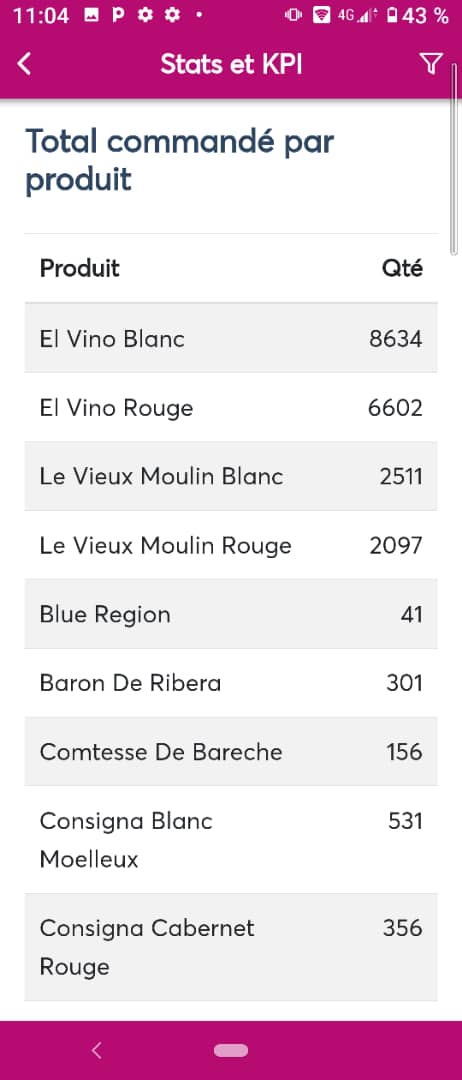 11:04 P 4G 43 %
Stats et KPI
Total commandé par
produit
Produit Qté
El Vino Blanc 8634
El Vino Rouge 6602
Le Vieux Moulin Blanc 2511
Le Vieux Moulin Rouge 2097
Blue Region 41
Baron De Ribera 301
Comtesse De Bareche 156
Consigna Blanc 531
Moelleux
Consigna Cabernet 356
Rouge